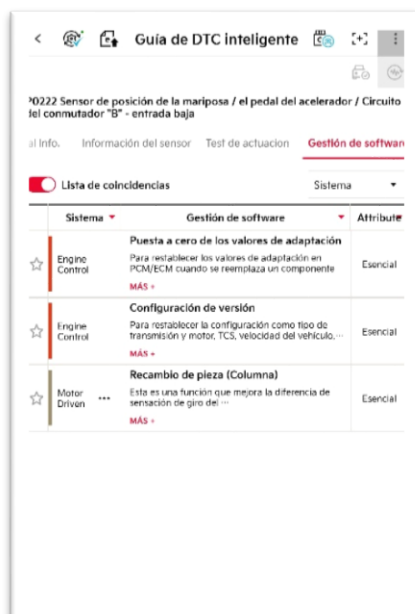 Guía de DTC inteligente
P0222 Sensor de posición de la mariposa / el pedal del acelerador / Circuito
del conmutador "B" - entrada baja
al Info. Información del sensor Test de actuacion Gestión de software
Lista de coincidencias Sistema
Sistema Gestión de software Attribute
Puesta a cero de los valores de adaptación
Engine Control
Para restablecer los valores de adaptación en
PCM/ECM cuando se reemplaza un componente
Esencial
MÁS +
Configuración de versión
Engine Control
Para restablecer la configuración como tipo de
transmisión y motor, TCS, velocidad del vehículo,...
Esencial
MÁS +
Recambio de pieza (Columna)
Motor Driven ...
Esta es una función que mejora la diferencia de
sensación de giro del ...
Esencial
MÁS +